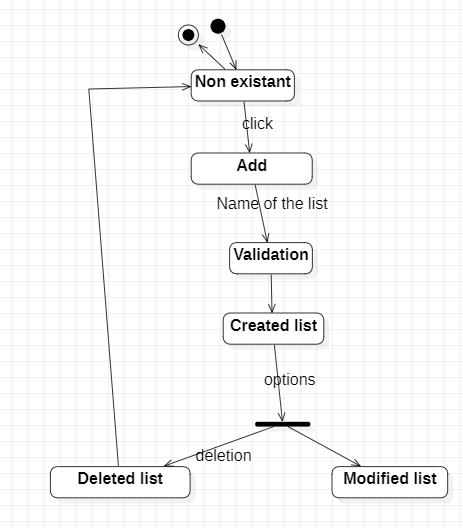 Non existant
click
Add
Name of the list
Validation
Created list
options
deletion
Deleted list
Modified list